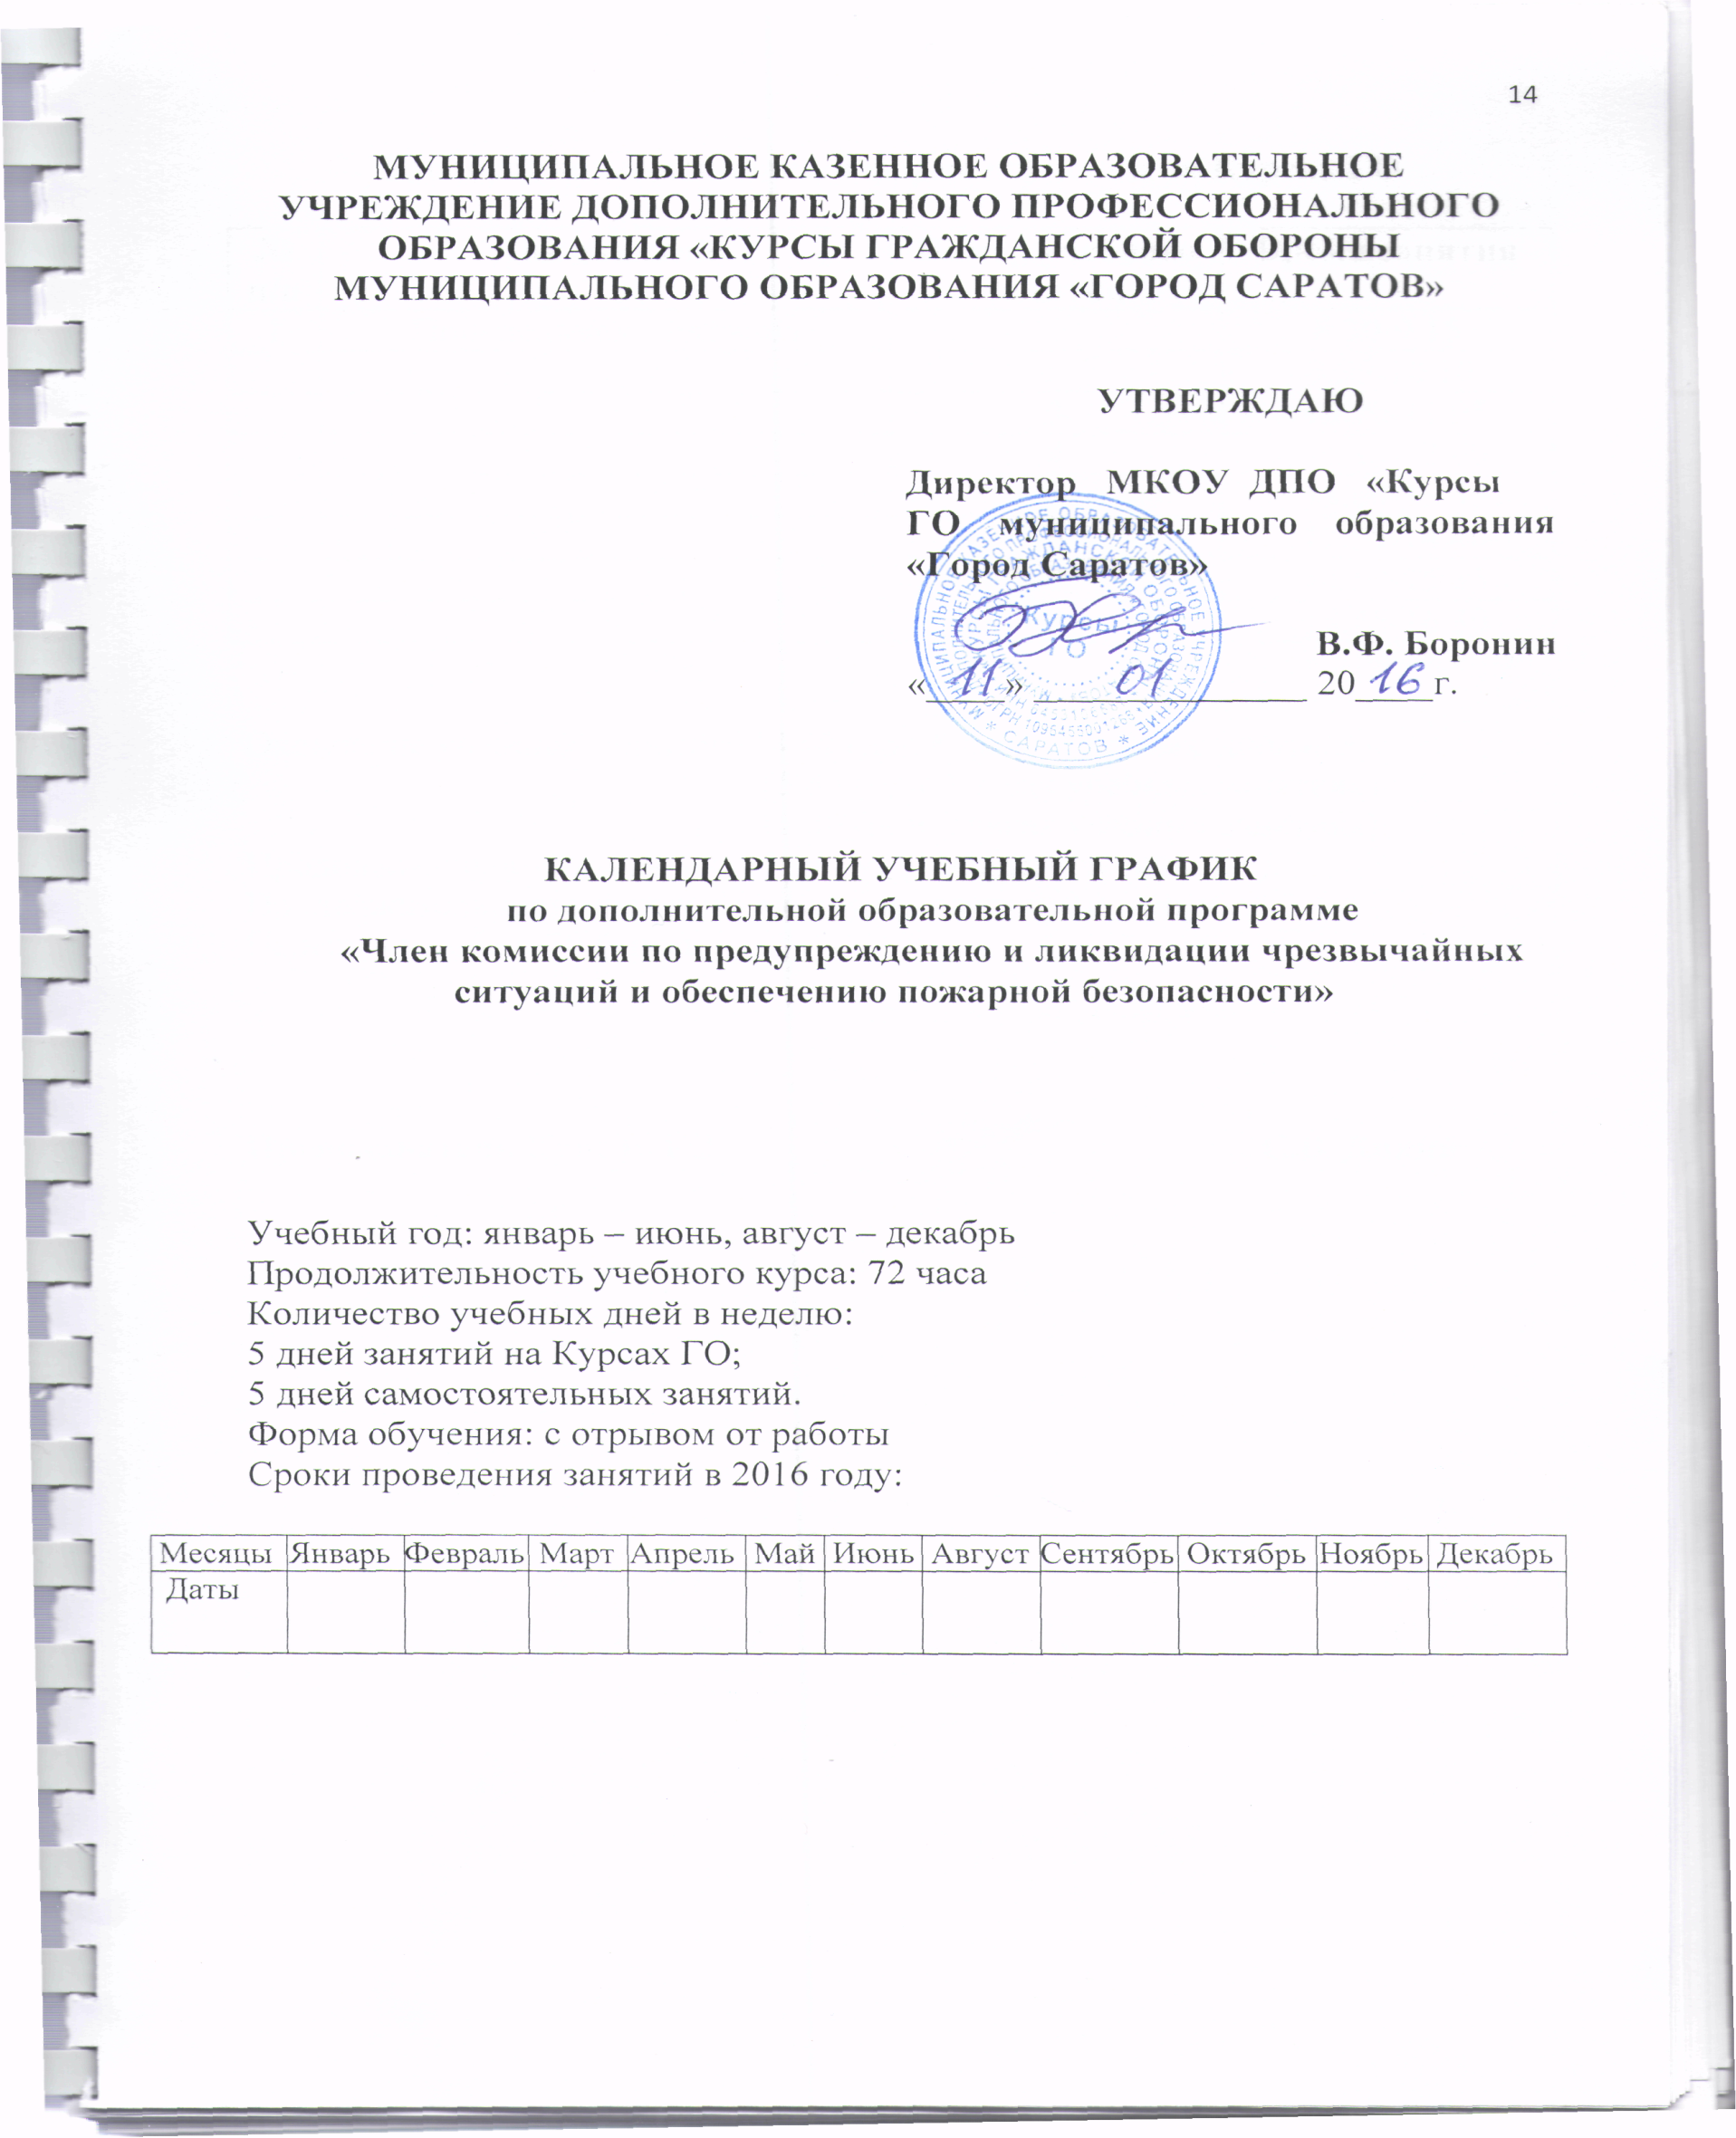 14
МУНИЦИПАЛЬНОЕ КАЗЕННОЕ ОБРАЗОВАТЕЛЬНОЕ
УЧРЕЖДЕНИЕ ДОПОЛНИТЕЛЬНОГО ПРОФЕССИОНАЛЬНОГО
ОБРАЗОВАНИЯ «КУРСЫ ГРАЖДАНСКОЙ ОБОРОНЫ
МУНИЦИПАЛЬНОГО ОБРАЗОВАНИЯ «ГОРОД САРАТОВ»
УТВЕРЖДАЮ
Директор МКОУ ДПО «Курсы
ГО муниципального образования
«Город Саратов»
Курсы
ГО
* САРАТОВ *
В.Ф. Боронин
«11» 01 2016 г.
КАЛЕНДАРНЫЙ УЧЕБНЫЙ ГРАФИК
по дополнительной образовательной программе
«Член комиссии по предупреждению и ликвидации чрезвычайных
ситуаций и обеспечению пожарной безопасности»
Учебный год: январь – июнь, август – декабрь
Продолжительность учебного курса: 72 часа
Количество учебных дней в неделю:
5 дней занятий на Курсах ГО;
5 дней самостоятельных занятий.
Форма обучения: с отрывом от работы
Сроки проведения занятий в 2016 году:
Месяцы Январь Февраль Март Апрель Май Июнь Август Сентябрь Октябрь Ноябрь Декабрь
Даты